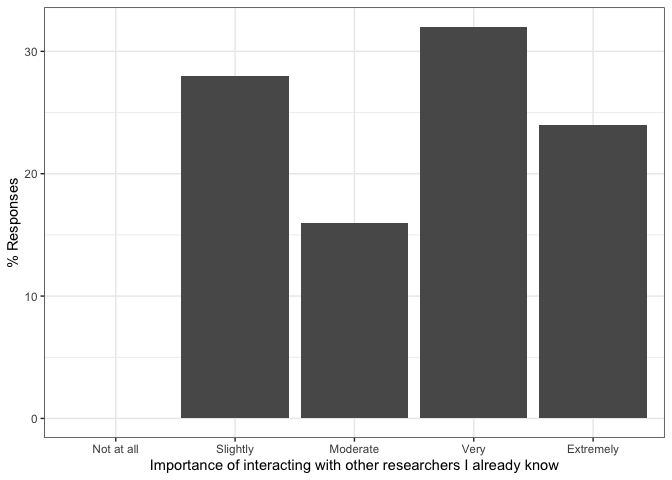 30
20
10
0
% Responses
Not at all Slightly Moderate Very Extremely
Importance of interacting with other researchers I already know